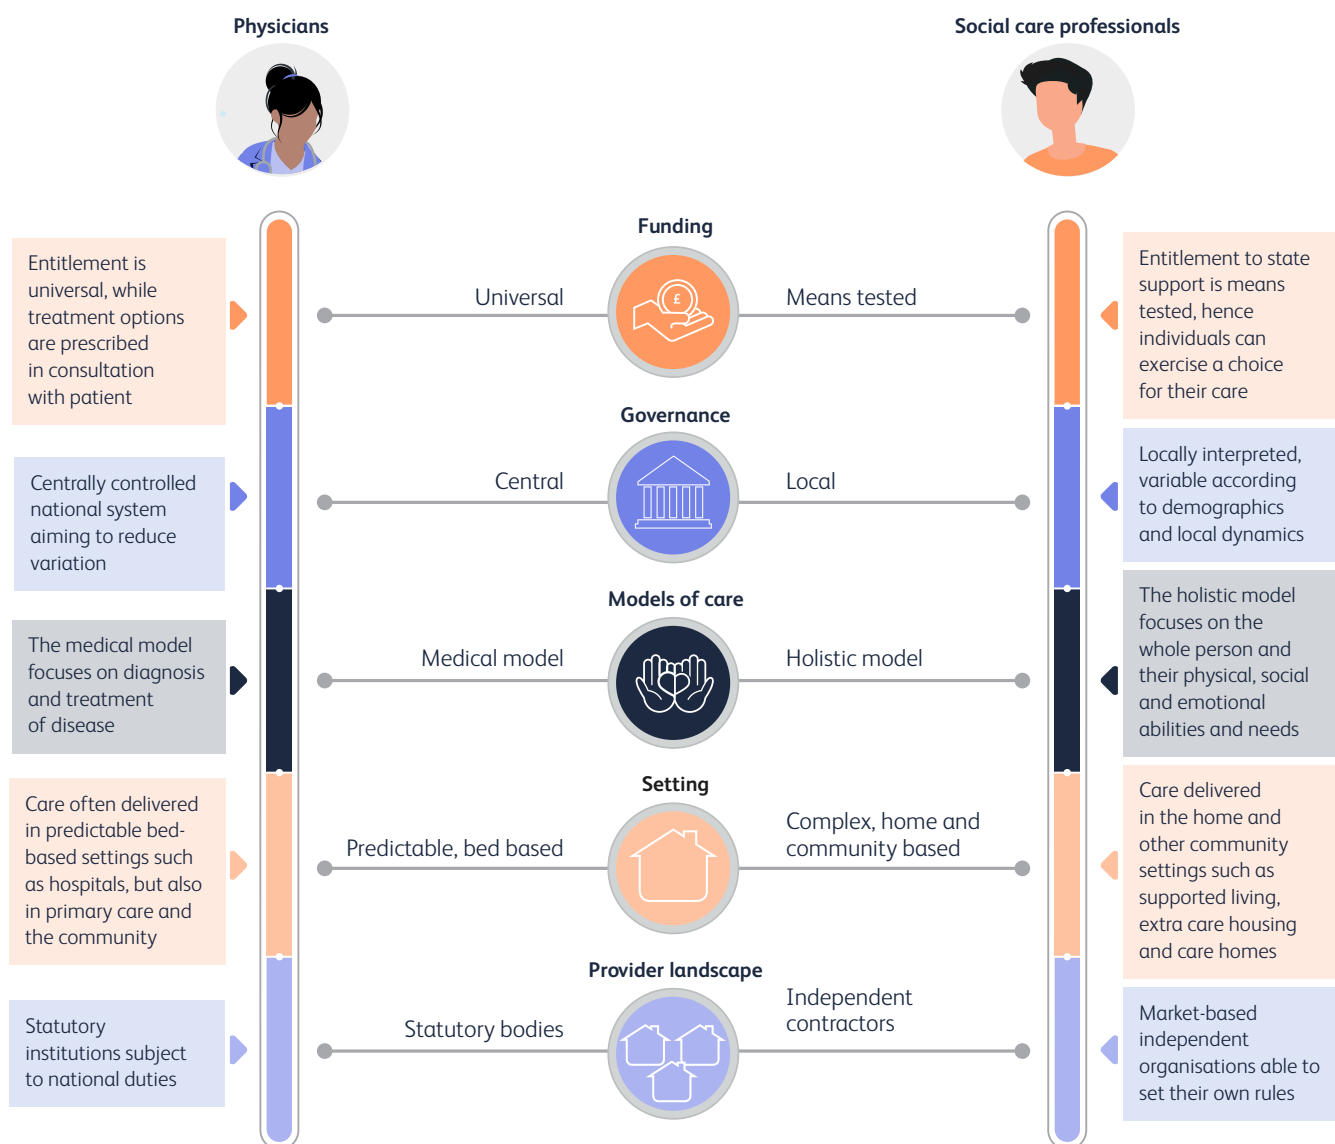 Physicians
Social care professionals
Funding
Entitlement is
universal, while
treatment options
are prescribed
in consultation
with patient
Universal
£
Means tested
Entitlement to state
support is means
tested, hence
individuals can
exercise a choice
for their care
Governance
Centrally controlled
national system
aiming to reduce
variation
Central
Local
Locally interpreted,
variable according
to demographics
and local dynamics
Models of care
The medical model
focuses on diagnosis
and treatment
of disease
Medical model
Holistic model
The holistic model
focuses on the
whole person and
their physical, social
and emotional
abilities and needs
Setting
Care often delivered
in predictable bed-
based settings such
as hospitals, but also
in primary care and
the community
Predictable, bed based
Complex, home and
community based
Care delivered
in the home and
other community
settings such as
supported living,
extra care housing
and care homes
Provider landscape
Statutory
institutions subject
to national duties
Statutory bodies
Independent
contractors
Market-based
independent
organisations able to
set their own rules